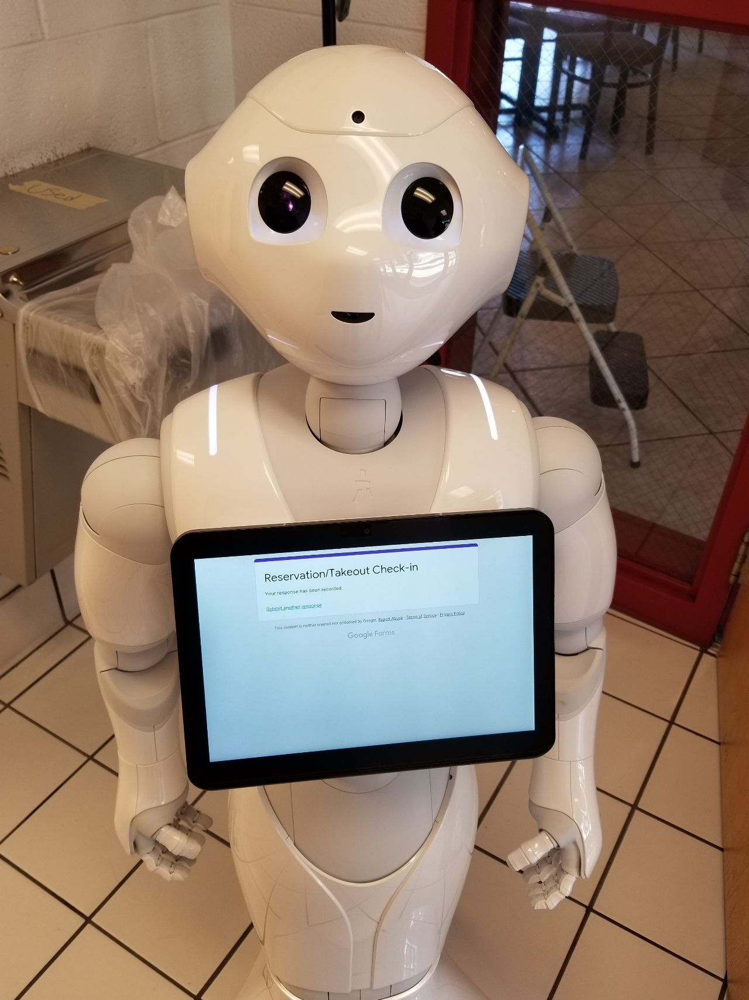 Used
Reservation/Takeout Check-in
Your response has been recorded.
Submit another response
This content is neither created nor endorsed by Google. Report Abuse - Terms of Service - Privacy Policy
Google Forms